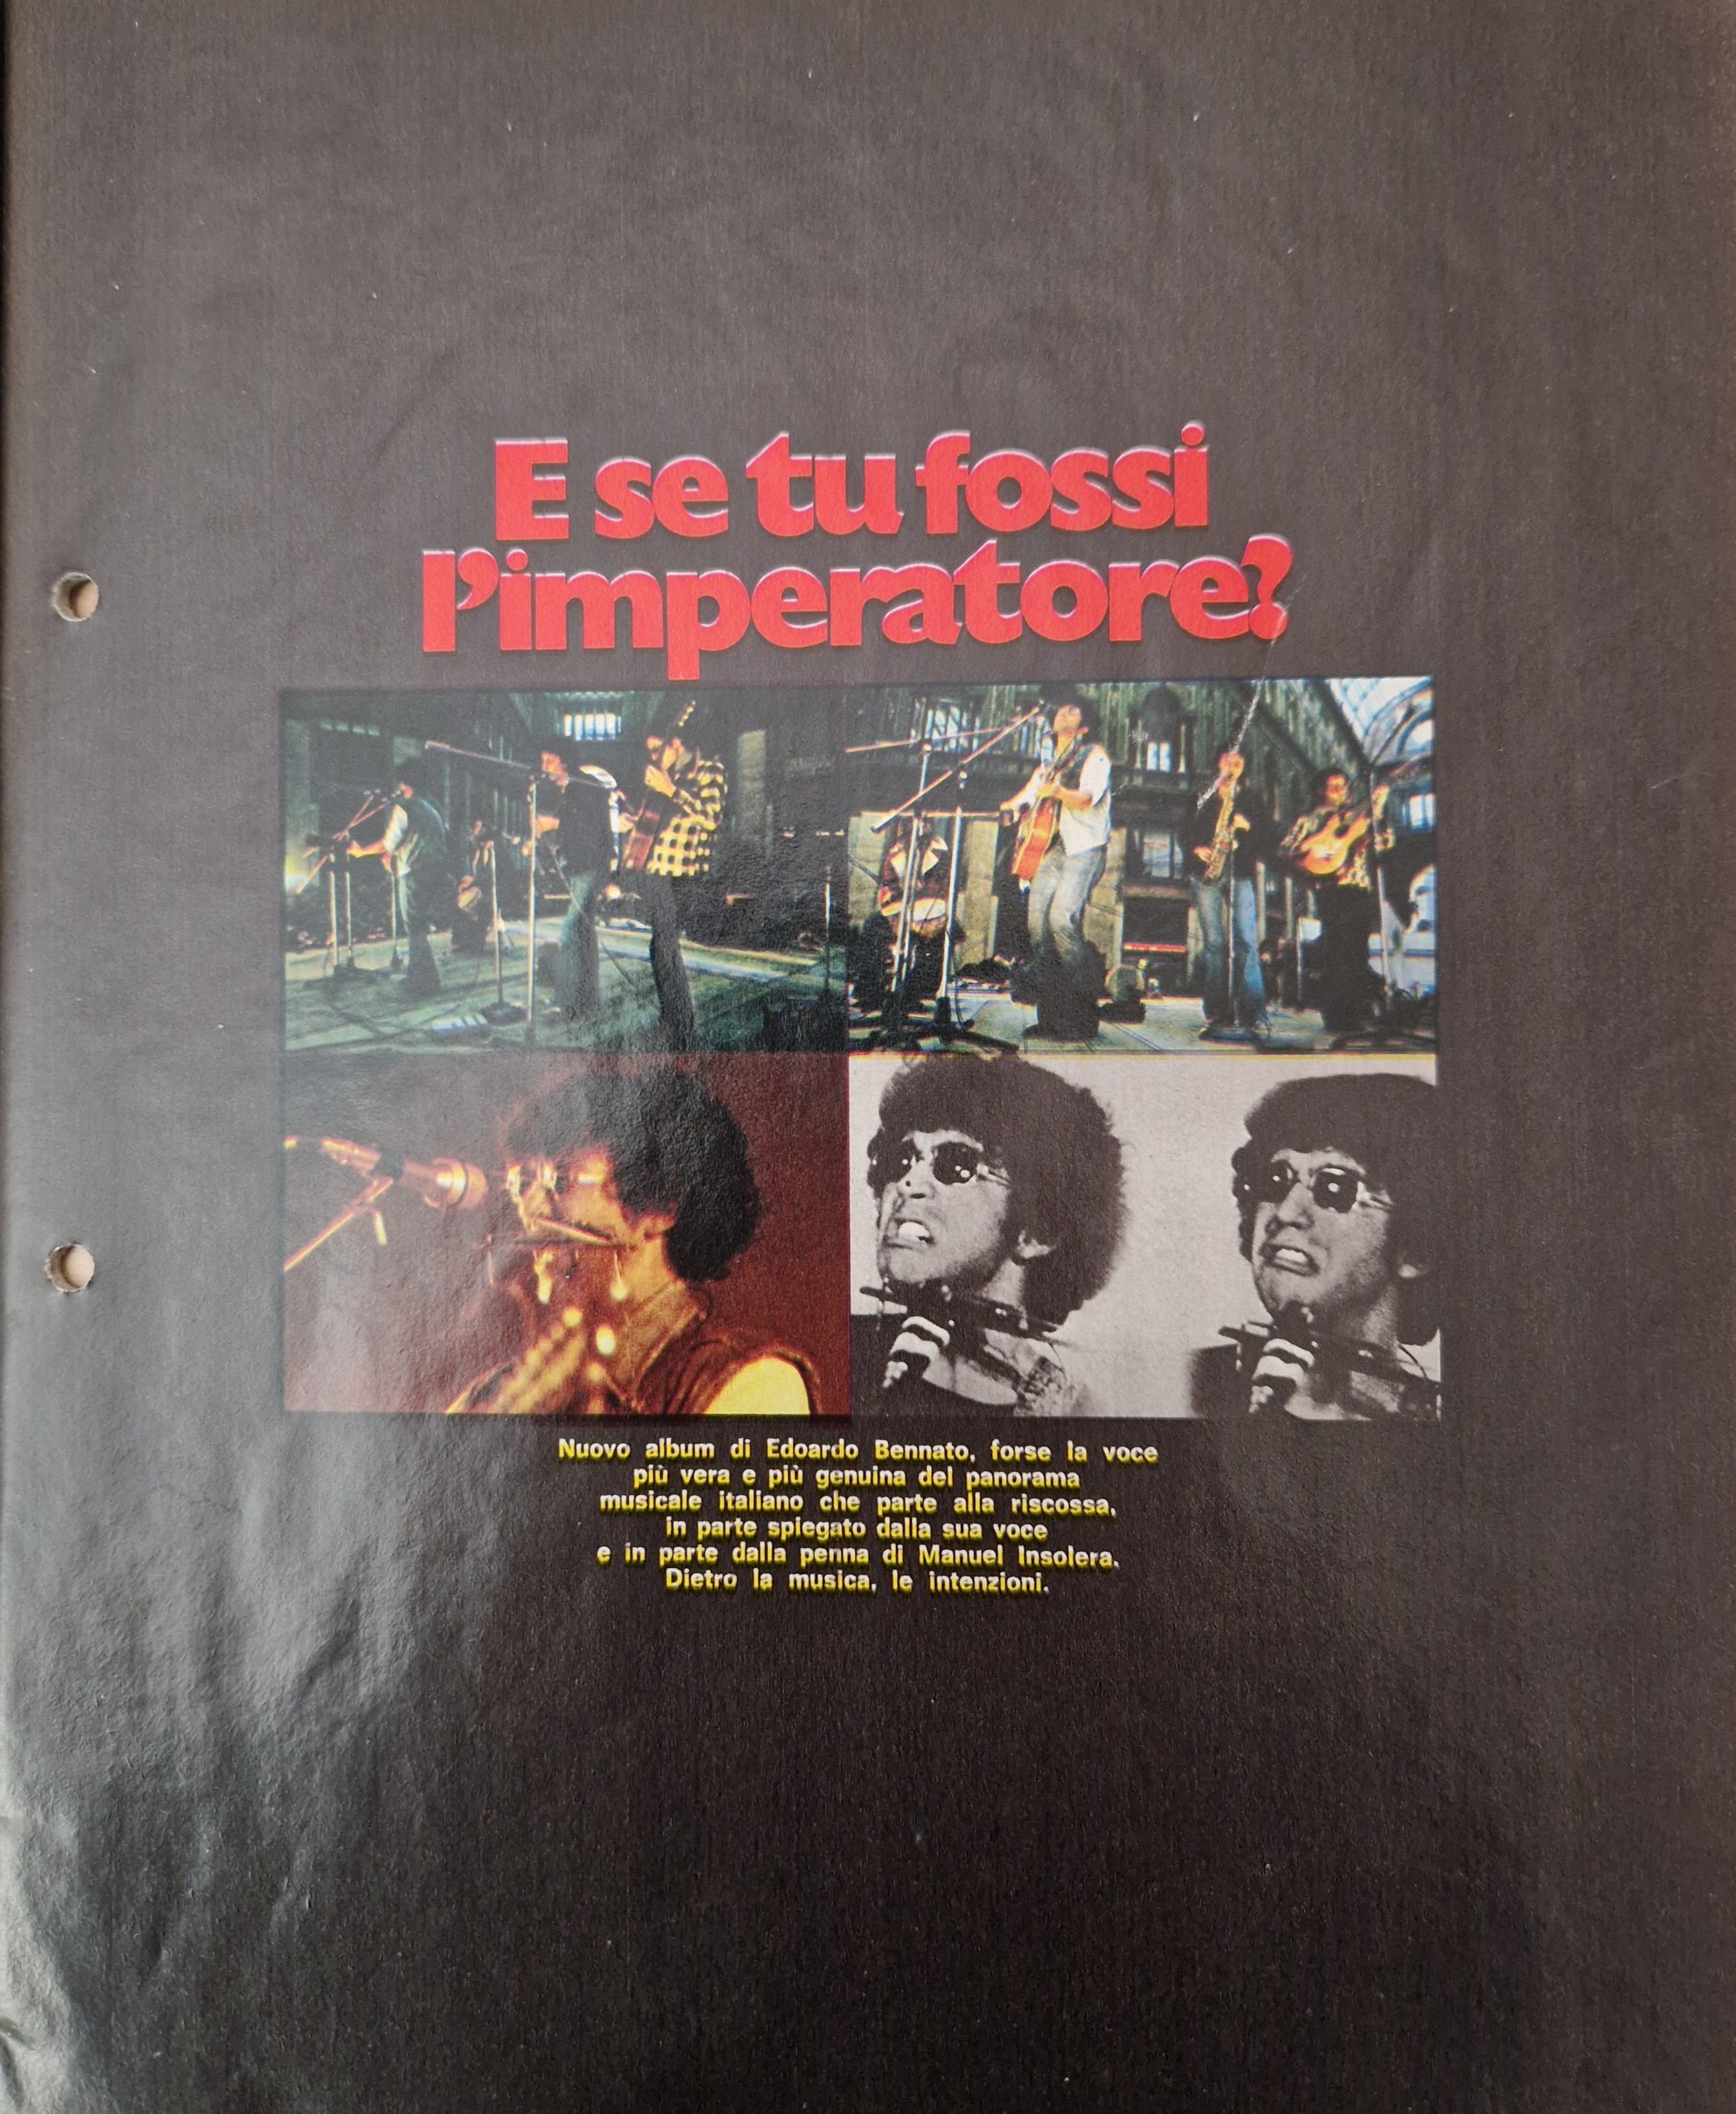 E se tu fossi
l'imperatore?
Nuovo album di Edoardo Bennato, forse la voce
più vera e più genuina del panorama
musicale italiano che parte alla riscossa,
in parte spiegato dalla sua voce
e in parte dalla penna di Manuel Insolera.
Dietro la musica, le intenzioni.